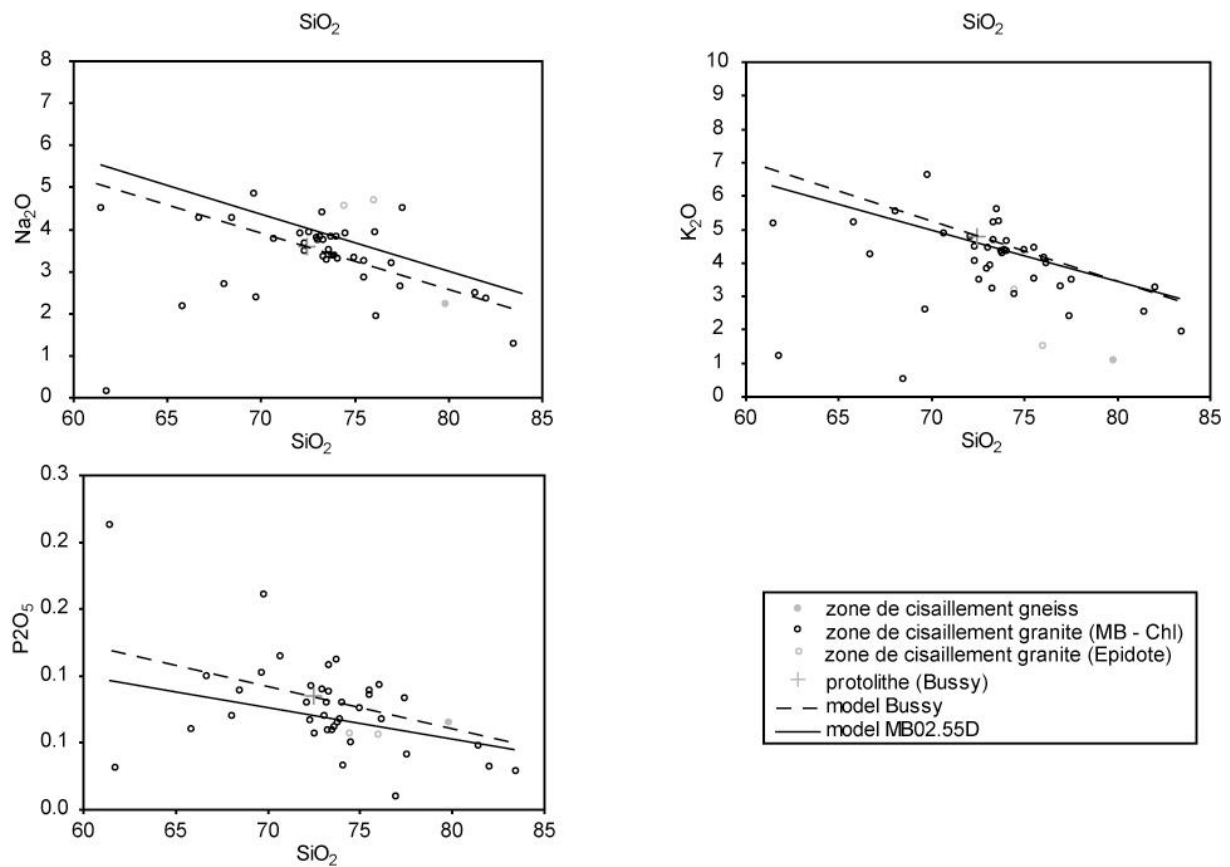 SiO2
SiO2
8
7
6
5
4
3
2
1
0
Na2O
60 65 70 75 80 85
SiO2
10
9
8
7
6
5
4
3
2
1
0
K2O
60 65 70 75 80 85
SiO2
0.3
0.2
0.2
0.1
0.1
0.0
P2O5
60 65 70 75 80 85
SiO2
zone de cisaillement gneiss
zone de cisaillement granite (MB - Chl)
zone de cisaillement granite (Epidote)
protolithe (Bussy)
model Bussy
model MB02.55D